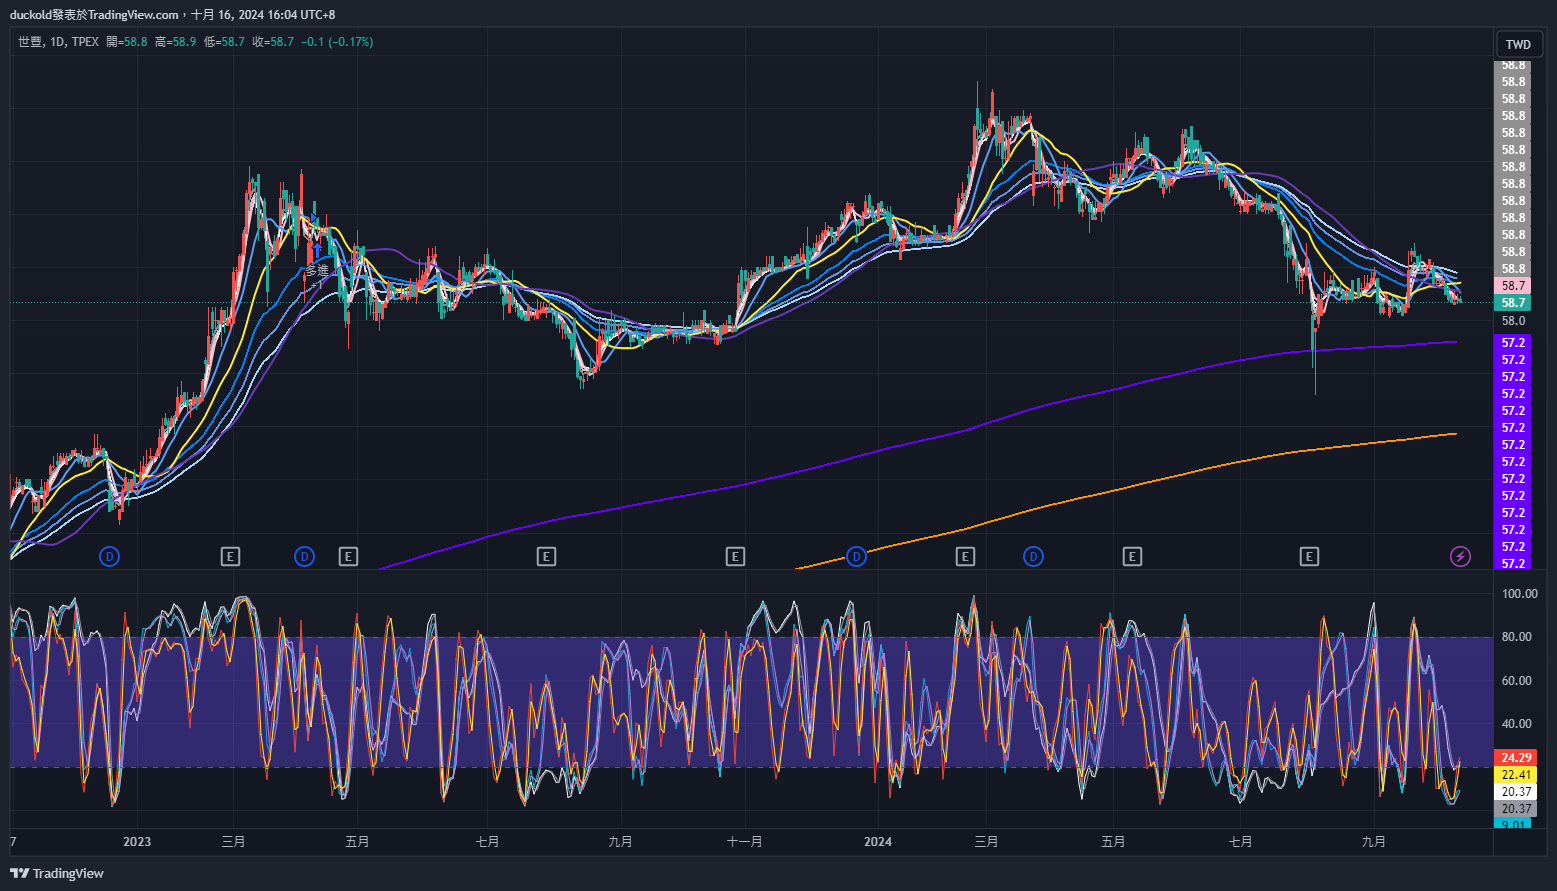 duckold發表於TradingView.com，十月 16, 2024 16:04 UTC+8
世豐, 1D, TPEX 開=58.8 高=58.9 低=58.7 收=58.7 −0.1 (−0.17%)
TWD
58.8
58.8
58.8
58.8
58.8
58.8
58.8
58.8
58.8
58.8
58.8
58.8
58.8
58.7
58.7
58.0
57.2
57.2
57.2
57.2
57.2
57.2
57.2
57.2
57.2
57.2
57.2
57.2
57.2
57.2
多進
+1
D
E
D
E
E
E
D
E
D
E
E
100.00
80.00
60.00
40.00
24.29
22.41
20.37
20.37
9.01
7
2023
三月
五月
七月
九月
十一月
2024
三月
五月
七月
九月
TradingView